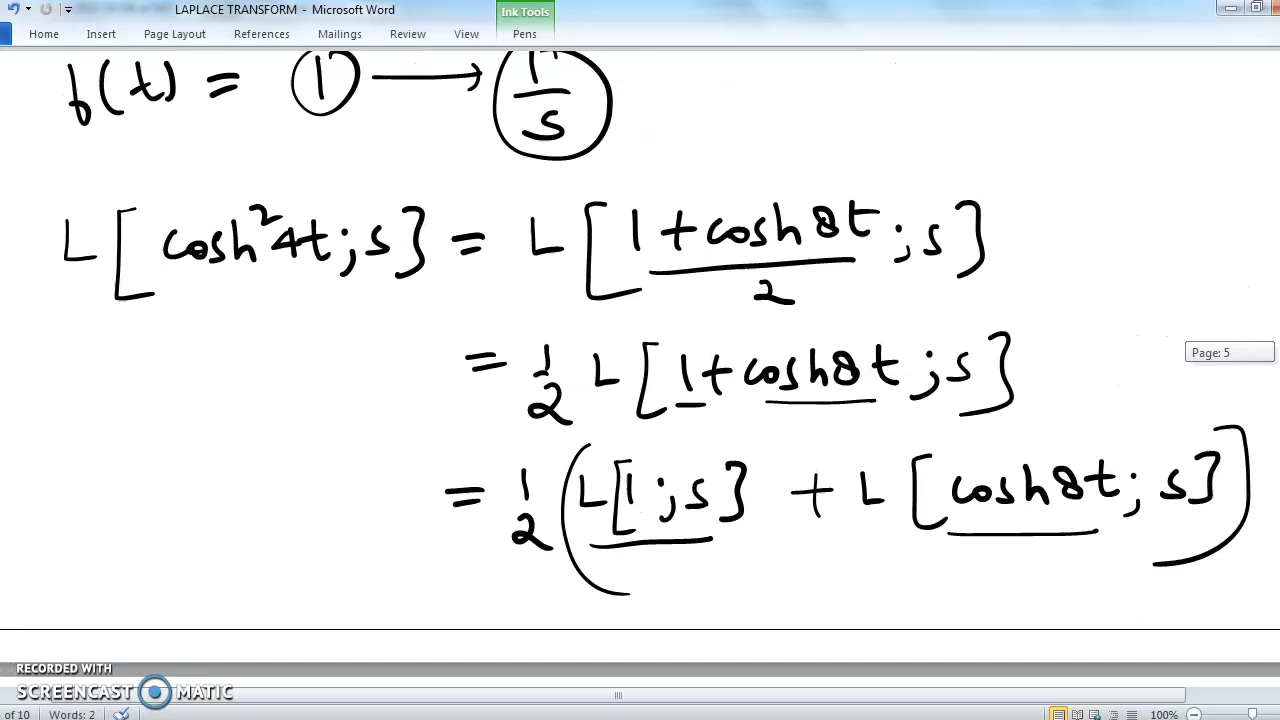 LAPLACE TRANSFORM - Microsoft Word
Ink Tools
Home Insert Page Layout References Mailings Review View Pens
f(t) = 1 → 1/s
L[cosh²4t;s] = L[(1+cosh8t)/2 ;s]
= 1/2 L[1+cosh8t;s]
= 1/2 (L[1;s] + L[cosh8t;s])
Page: 5
RECORDED WITH
SCREENCAST MATIC
of 10 Words: 2 100%